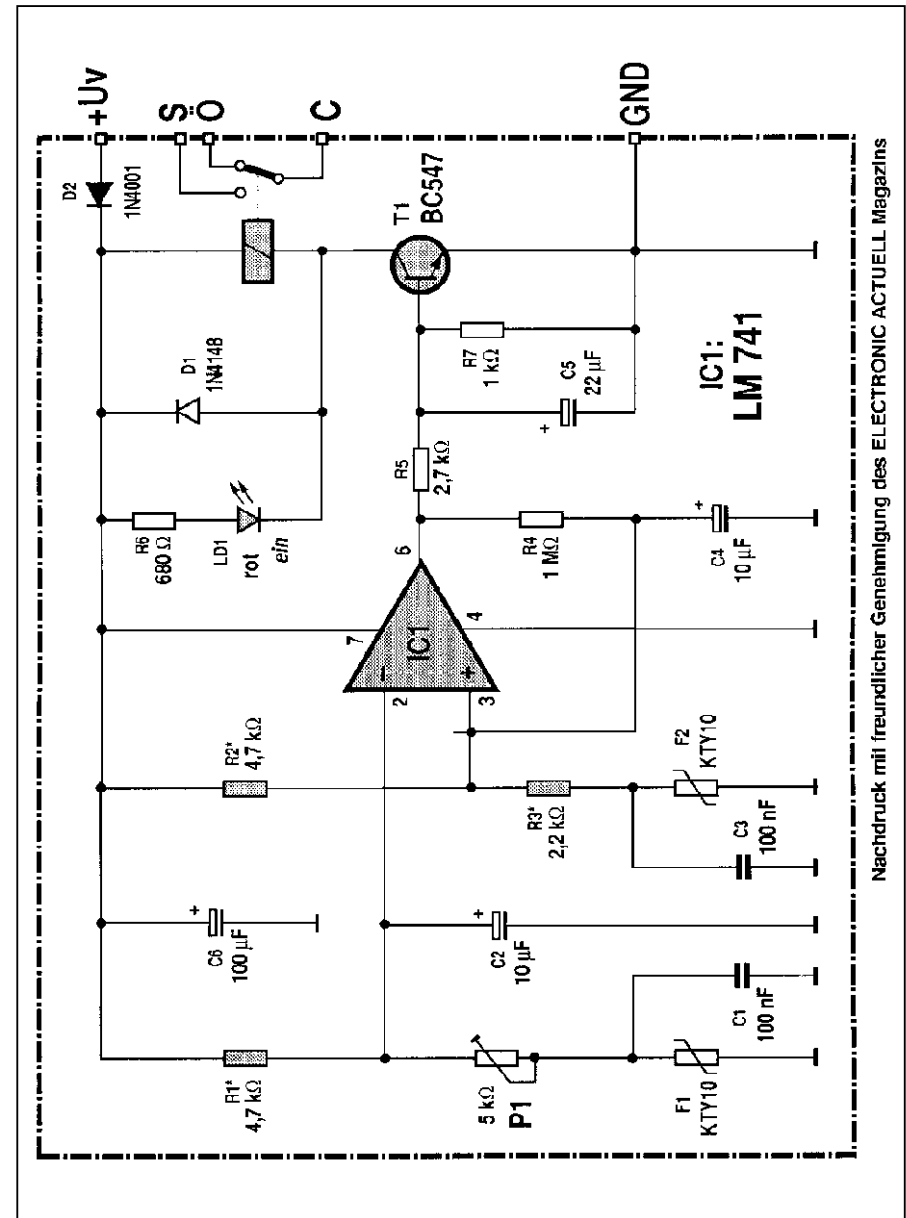 +Uv
S
Ö
C
GND
D2
1N4001
T1
BC547
D1
1N4148
R7
1 kΩ
C5
22 µF
+
IC1:
LM 741
R6
680 Ω
LD1
rot
ein
R5
2,7 kΩ
6
7
4
IC1
-
+
2
3
R4
1 MΩ
C4
10 µF
+
R2*
4,7 kΩ
R3*
2,2 kΩ
F2
KTY10
C3
100 nF
C6
100 µF
+
C2
10 µF
+
R1*
4,7 kΩ
5 kΩ
P1
C1
100 nF
F1
KTY10
Nachdruck mit freundlicher Genehmigung des ELECTRONIC ACTUELL Magazins